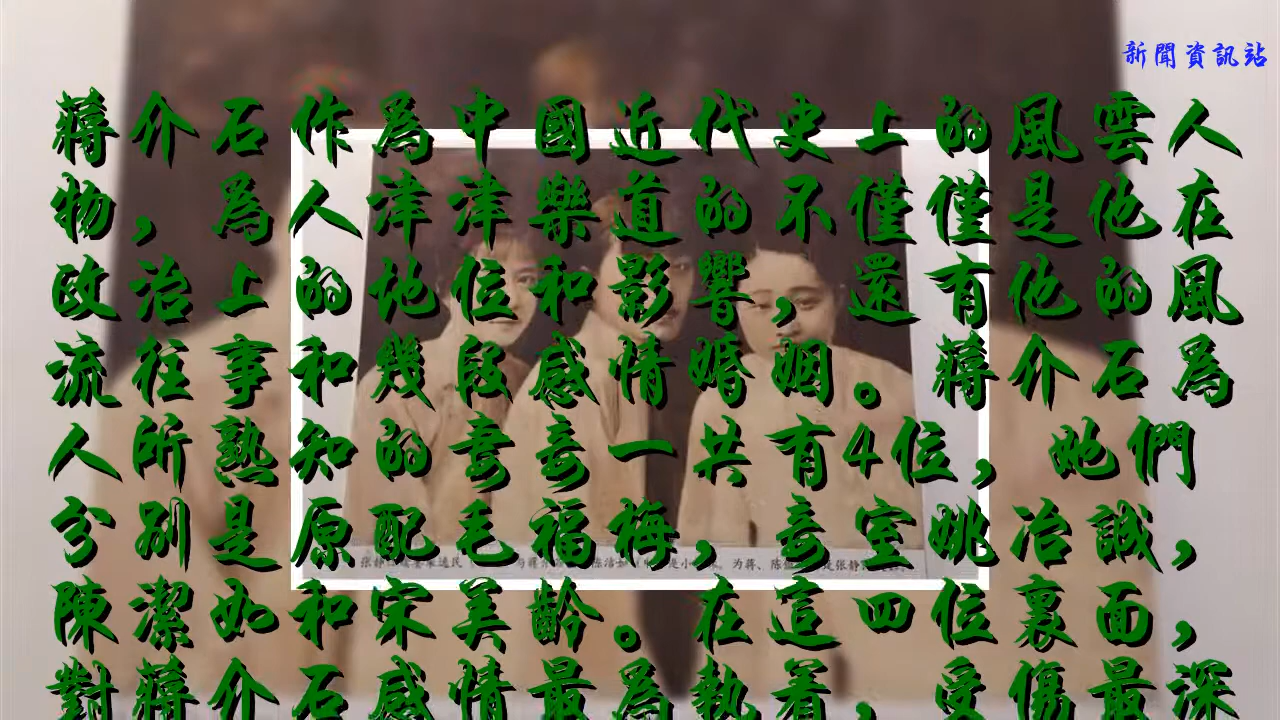 新聞資訊站
蔣介石作為中國近代史上的風雲人
物，為人津津樂道的不僅僅是他在
政治上的地位和影響，還有他的風
流往事和幾段感情婚姻。蔣介石為
人所熟知的妻妾一共有4位，她們
分別是原配毛福梅，妾室姚冶誠，
陳潔如和宋美齡。在這四位裏面，
對蔣介石感情最為執着，受傷最深